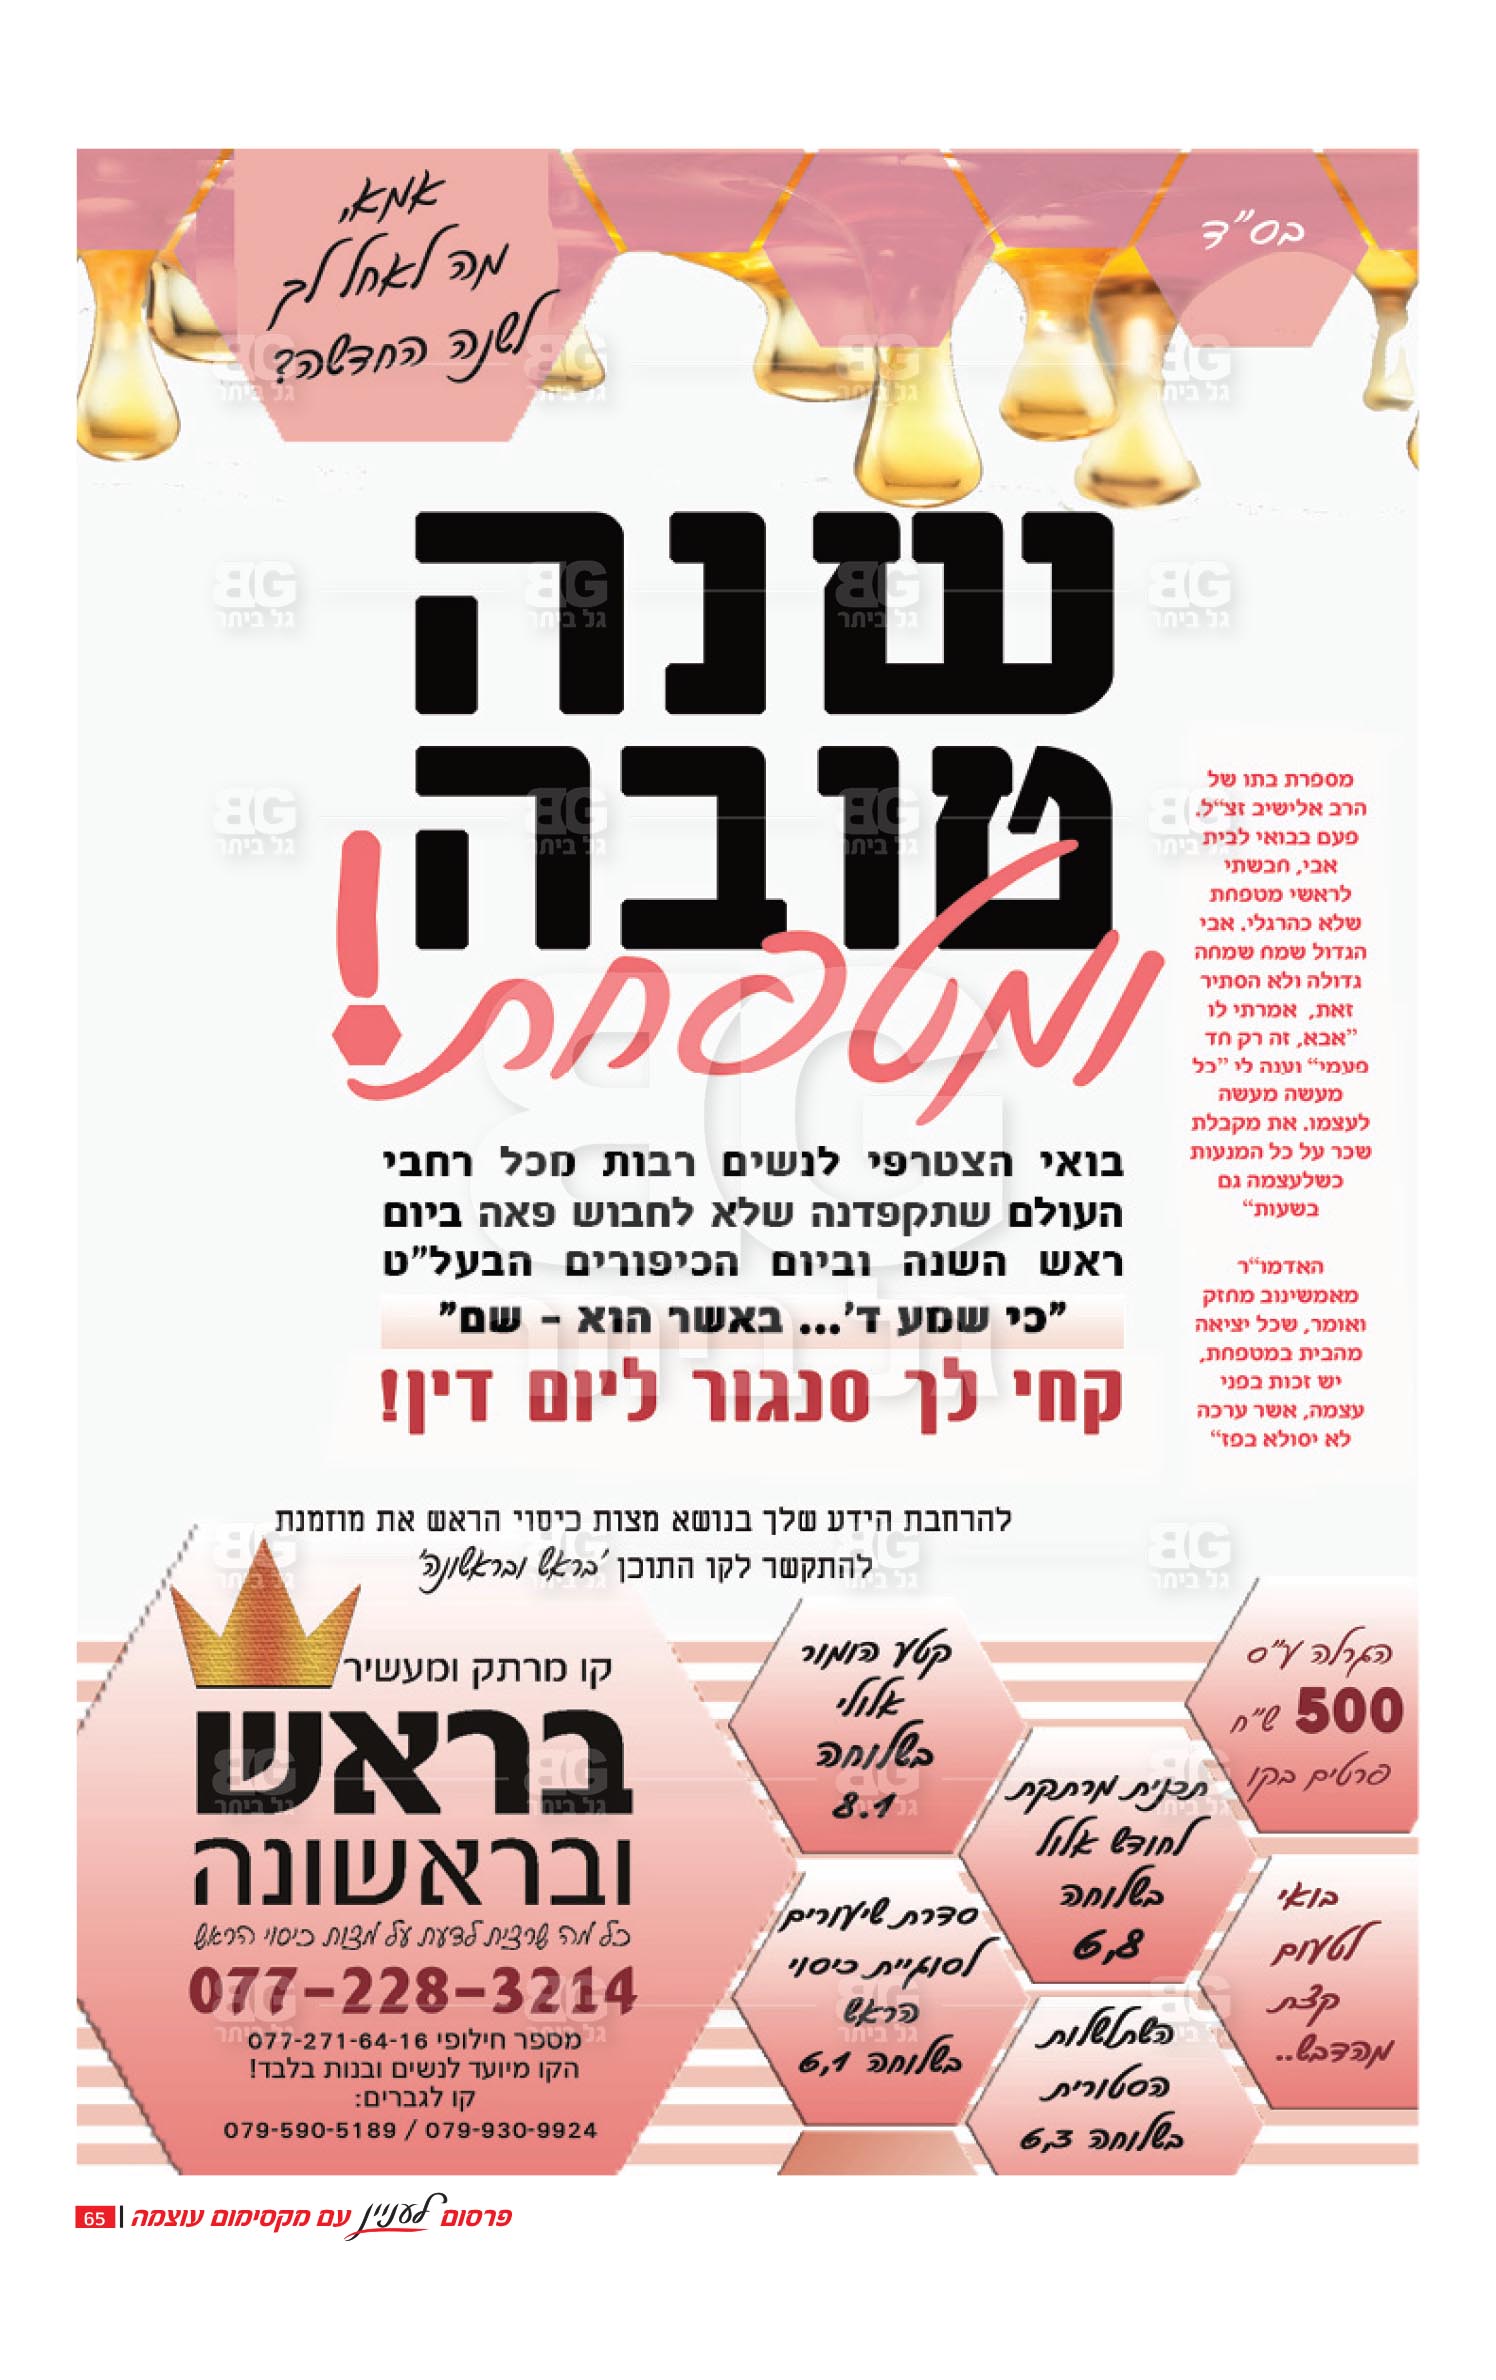 בס"ד
אמא,
מה לאחל לך
לשנה החדשה?
שנה
טובה
ומטפחת!
מספרת בתו של
הרב אלישיב זצ"ל.
פעם בבואי לבית
אבי, חבשתי
לראשי מטפחת
שלא כהרגלי. אבי
הגדול שמח שמחה
גדולה ולא הסתיר
זאת, אמרתי לו
"אבא, זה רק חד
פעמי" וענה לי "כל
מעשה מעשה
לעצמו. את מקבלת
שכר על כל המנעות
כשלעצמה גם
בשעות"
האדמו"ר
מאמשינוב מחזק
ואומר, שכל יציאה
מהבית במטפחת,
יש זכות בפני
עצמה, אשר ערכה
לא יסולא בפז"
בואי הצטרפי לנשים רבות מכל רחבי
העולם שתקפדנה שלא לחבוש פאה ביום
ראש השנה וביום הכיפורים הבעל"ט
"כי שמע ד'... באשר הוא - שם"
קחי לך סנגור ליום דין!
להרחבת הידע שלך בנושא מצות כיסוי הראש את מוזמנת
להתקשר לקו התוכן 'בראש ובראשונה'
קו מרתק ומעשיר
בראש
ובראשונה
כל מה שרצית לדעת על מצות כיסוי הראש
077-228-3214
מספר חילופי 077-271-64-16
הקו מיועד לנשים ובנות בלבד!
קו לגברים:
079-590-5189 / 079-930-9924
הגרלה ע"ס
500 ש"ח
פרטים בקו
קטע הומור
אלולי
בשלוחה
8.1
תכנית מרתקת
לחודש אלול
בשלוחה
6,8
בואי
לטעום
קצת
מהדבש..
סדרת שיעורים
לסוגיית כיסוי
הראש
בשלוחה 6,1
השתלשלות
הסטורית
בשלוחה 6,3
פרסום לעניין עם מקסימום עוצמה | 65
BG
גל ביתר